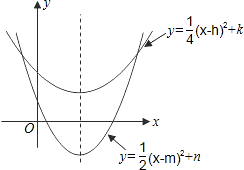 y
y=1/4(x-h)²+k
O
x
y=1/2(x-m)²+n